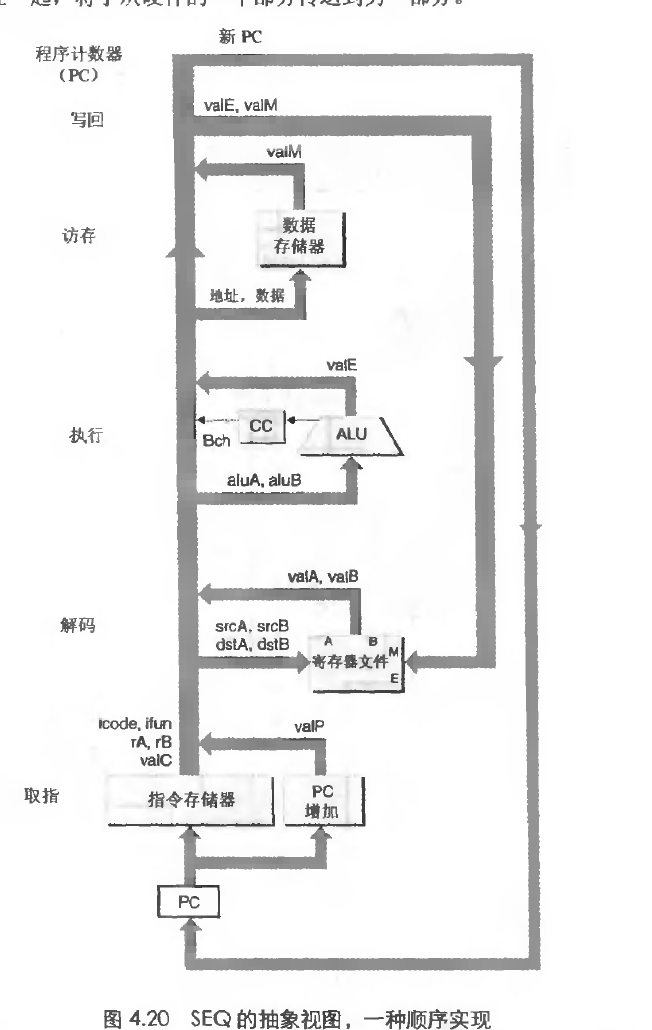 新 PC
程序计数器
（PC）
valE, valM
写回
valM
数据
存储器
访存
地址，数据
valE
CC
ALU
Bch
执行
aluA, aluB
valA, valB
解码
srcA, srcB
dstA, dstB
A B
M
寄存器文件
E
icode, ifun
rA, rB
valC
valP
取指
指令存储器
PC
增加
PC
图 4.20 SEQ 的抽象视图，一种顺序实现